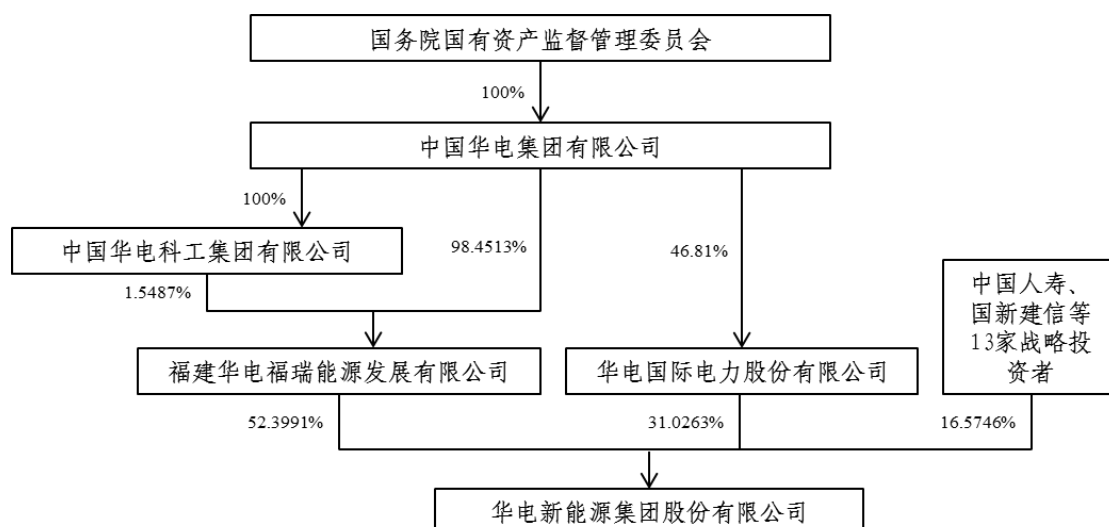 国务院国有资产监督管理委员会
100%
中国华电集团有限公司
100%
98.4513%
46.81%
中国华电科工集团有限公司
1.5487%
中国人寿、
国新建信等
13家战略投
资者
福建华电福瑞能源发展有限公司
华电国际电力股份有限公司
52.3991%
31.0263%
16.5746%
华电新能源集团股份有限公司